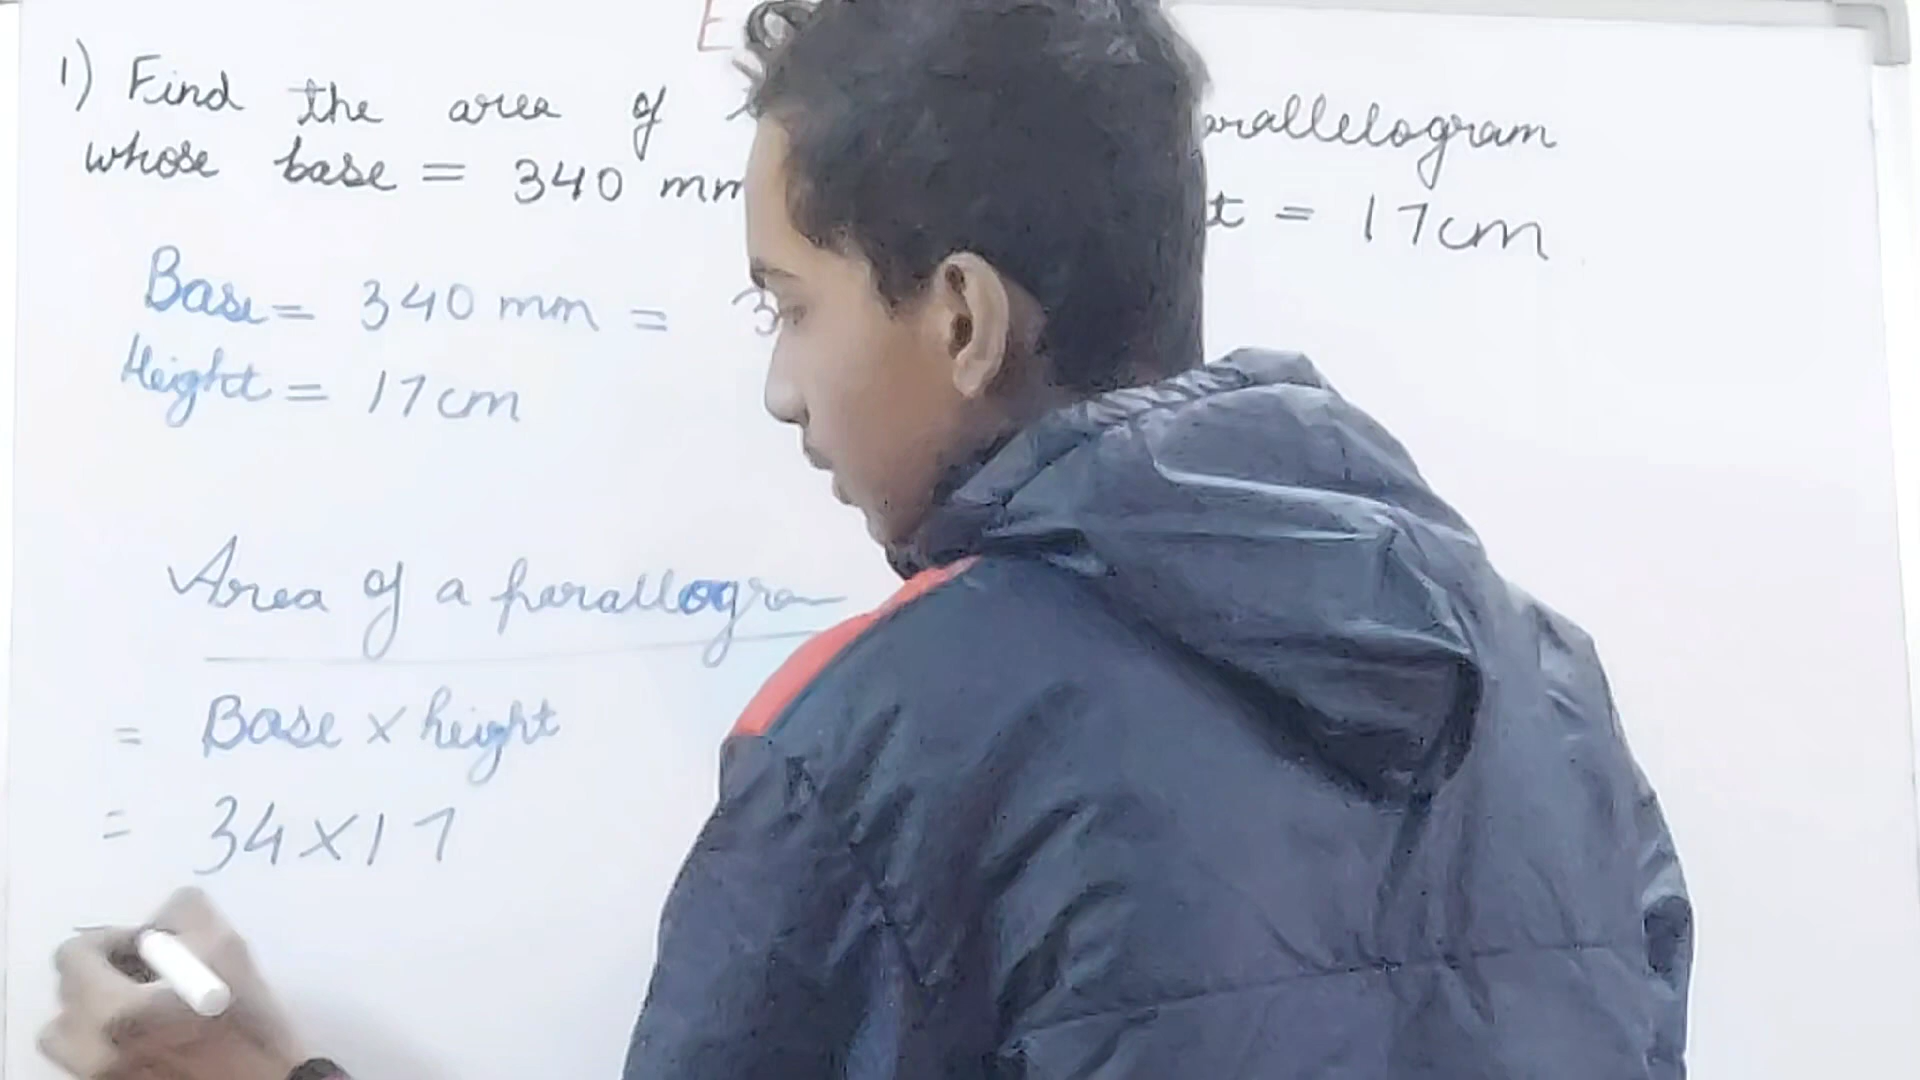 E
1) Find the area of arallelogram
whose base = 340 mm t = 17cm
Base = 340 mm = 3
Height = 17cm
Area of a parallogram
= Base × height
= 34×17